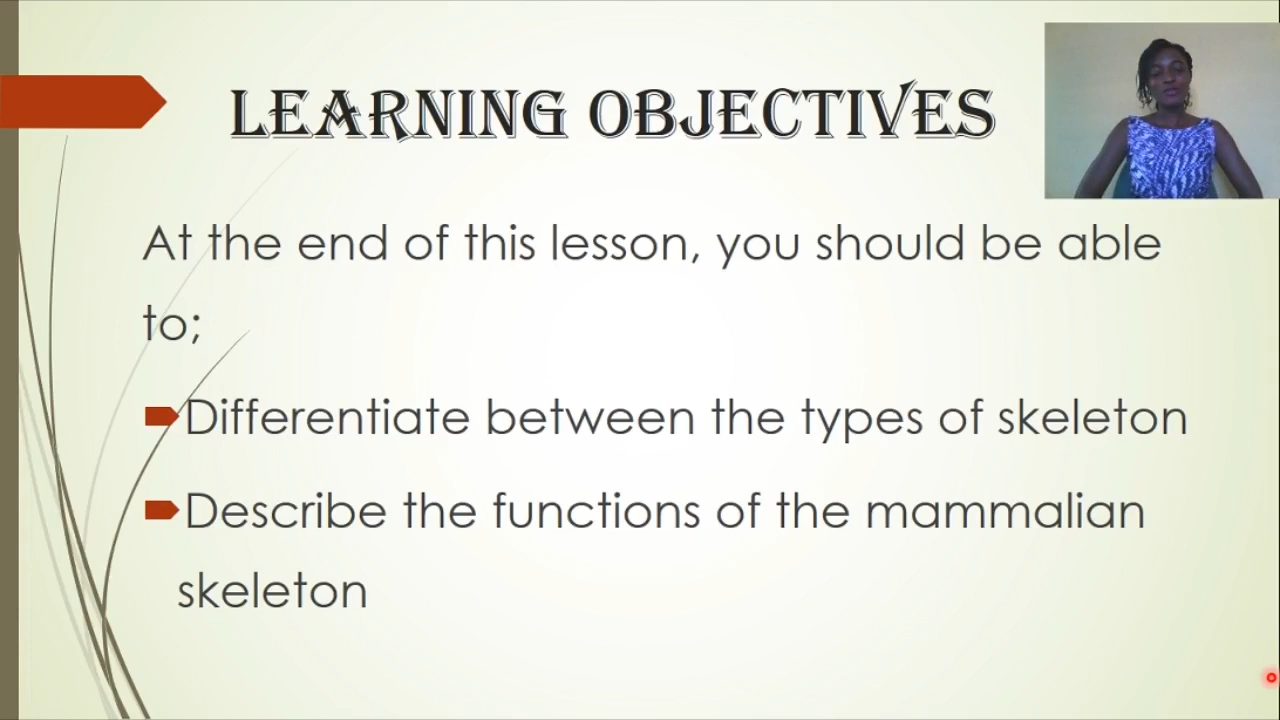 LEARNING OBJECTIVES
At the end of this lesson, you should be able
to;
Differentiate between the types of skeleton
Describe the functions of the mammalian
skeleton